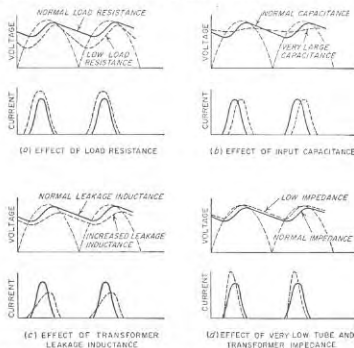 NORMAL LOAD RESISTANCE
VOLTAGE
LOW LOAD
RESISTANCE
CURRENT
(a) EFFECT OF LOAD RESISTANCE
NORMAL CAPACITANCE
VOLTAGE
VERY LARGE
CAPACITANCE
CURRENT
(b) EFFECT OF INPUT CAPACITANCE
NORMAL LEAKAGE INDUCTANCE
VOLTAGE
INCREASED LEAKAGE
INDUCTANCE
CURRENT
(c) EFFECT OF TRANSFORMER
LEAKAGE INDUCTANCE
LOW IMPEDANCE
VOLTAGE
NORMAL IMPEDANCE
CURRENT
(d) EFFECT OF VERY LOW TUBE AND
TRANSFORMER IMPEDANCE